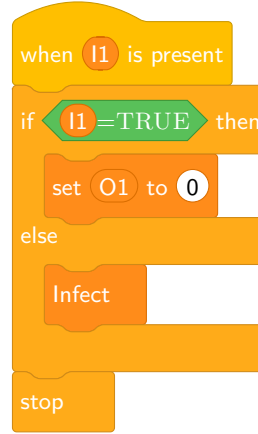 when I1 is present
if I1=TRUE then
set O1 to 0
else
Infect
stop